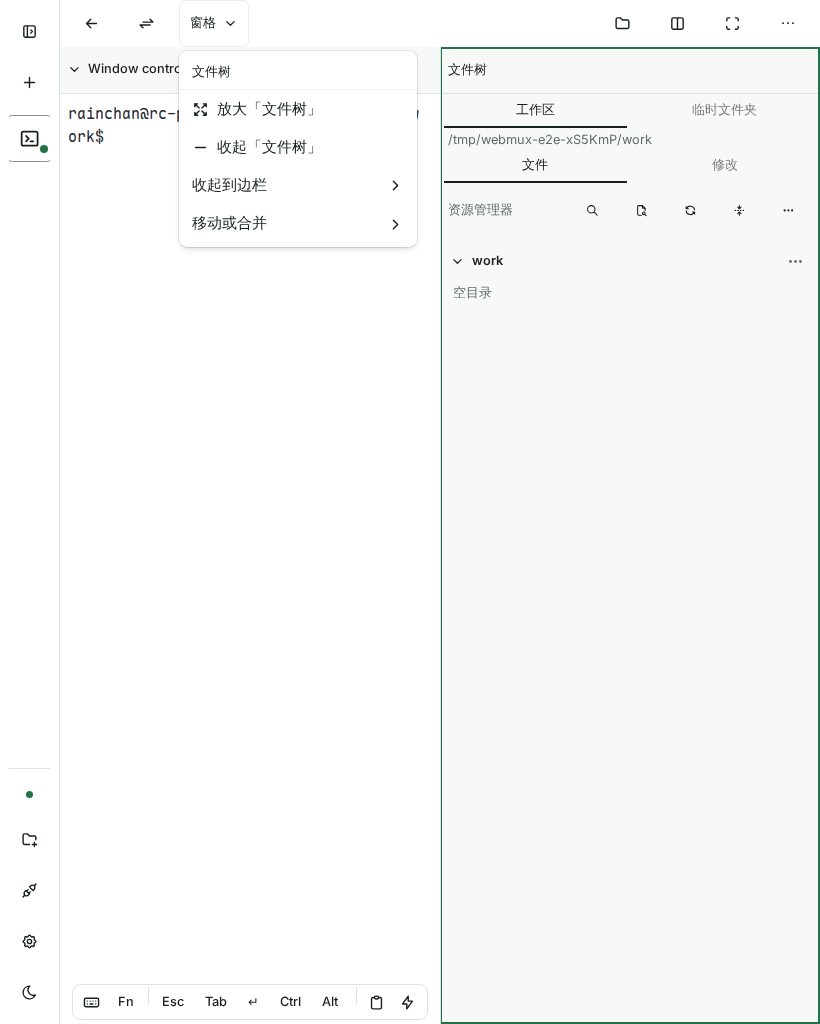 窗格
Window contro
文件树
文件树
放大「文件树」
收起「文件树」
收起到边栏
移动或合并
rainchan@rc-p
ork$
工作区
临时文件夹
/tmp/webmux-e2e-xS5KmP/work
文件
修改
资源管理器
work
空目录
Fn
Esc
Tab
↵
Ctrl
Alt